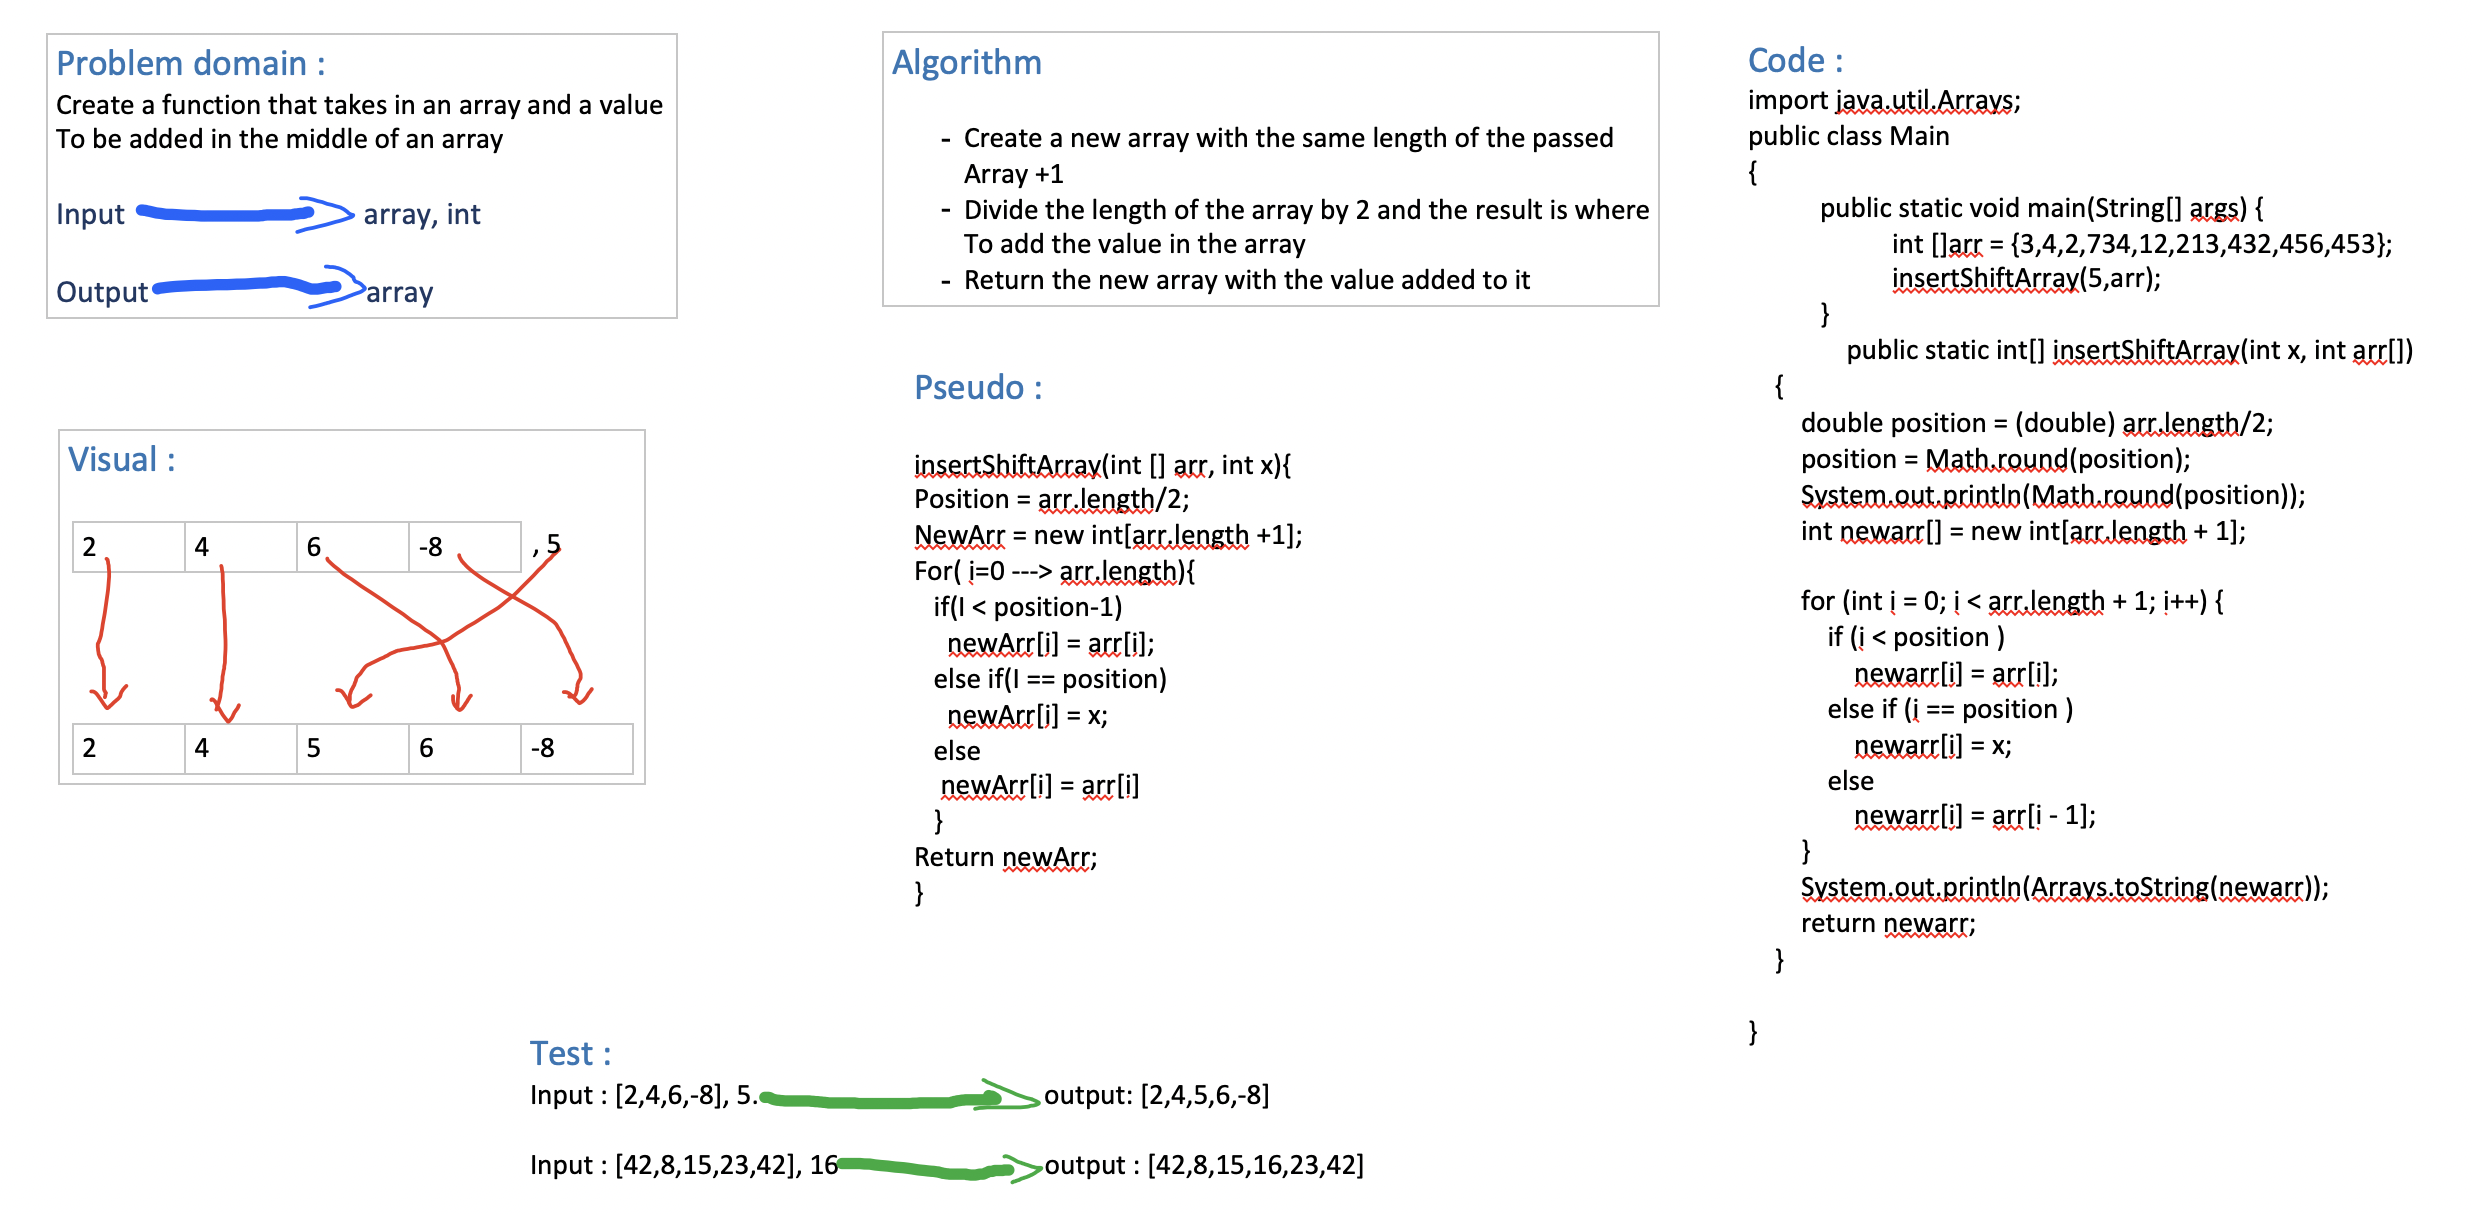 Problem domain :
Create a function that takes in an array and a value
To be added in the middle of an array
Input array, int
Output array
Visual :
2 4 6 -8 , 5
2 4 5 6 -8
Algorithm
- Create a new array with the same length of the passed
Array +1
- Divide the length of the array by 2 and the result is where
To add the value in the array
- Return the new array with the value added to it
Pseudo :
insertShiftArray(int [] arr, int x){
Position = arr.length/2;
NewArr = new int[arr.length +1];
For( i=0 ---> arr.length){
if(I < position-1)
newArr[i] = arr[i];
else if(I == position)
newArr[i] = x;
else
newArr[i] = arr[i]
}
Return newArr;
}
Code :
import java.util.Arrays;
public class Main
{
public static void main(String[] args) {
int []arr = {3,4,2,734,12,213,432,456,453};
insertShiftArray(5,arr);
}
public static int[] insertShiftArray(int x, int arr[])
{
double position = (double) arr.length/2;
position = Math.round(position);
System.out.println(Math.round(position));
int newarr[] = new int[arr.length + 1];
for (int i = 0; i < arr.length + 1; i++) {
if (i < position )
newarr[i] = arr[i];
else if (i == position )
newarr[i] = x;
else
newarr[i] = arr[i - 1];
}
System.out.println(Arrays.toString(newarr));
return newarr;
}
}
Test :
Input : [2,4,6,-8], 5. output: [2,4,5,6,-8]
Input : [42,8,15,23,42], 16 output : [42,8,15,16,23,42]